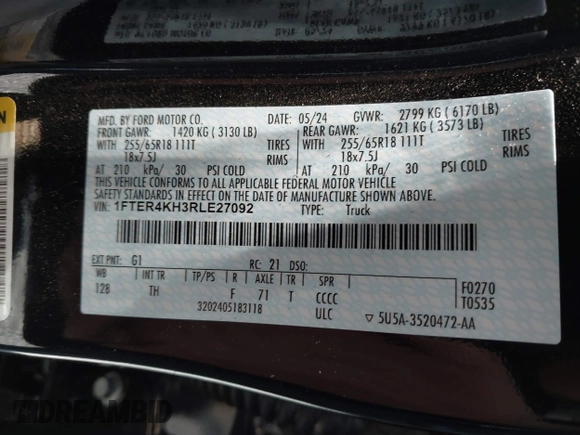 MFD. BY FORD MOTOR CO.
05/24 GVWR: 2799 KG ( 6170 LB)
FRONT GAWR: 1420 KG ( 3130 LB) REAR GAWR: 1621 KG ( 3573 LB)
WITH 255/65R18 111T TIRES WITH 255/65R18 111T TIRES
18x7.5J RIMS 18x7.5J RIMS
AT 210 kPa/ 30 PSI COLD AT 210 kPa/ 30 PSI COLD
THIS VEHICLE CONFORMS TO ALL APPLICABLE FEDERAL MOTOR VEHICLE
SAFETY STANDARDS IN EFFECT ON THE DATE OF MANUFACTURE SHOWN ABOVE
VIN: 1FTER4KH3RLE27092 TYPE: Truck
EXT PNT: G1 RC: 21 DSO:
WB INT TR TP/PS R AXLE TR SPR F0270
128 TH F 71 T CCCC T0535
3202405183118 ULC ▽ 5U5A-3520472-AA
DREAMBID